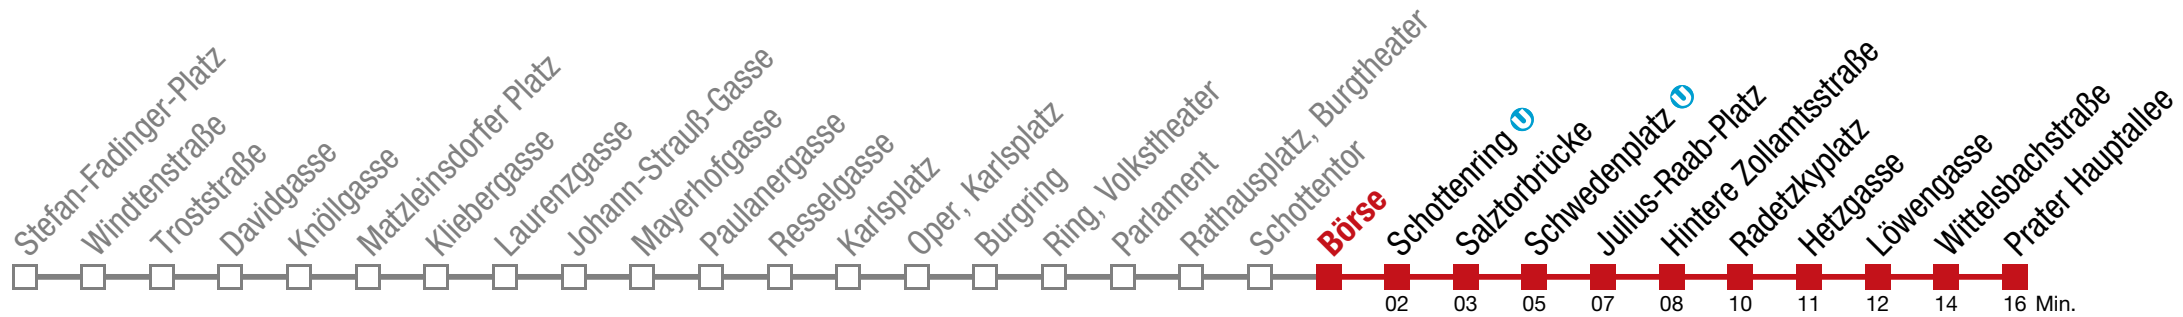 Stefan-Fadinger-Platz
Windtenstraße
Troststraße
Davidgasse
Knöllgasse
Matzleinsdorfer Platz
Kliebergasse
Laurenzgasse
Johann-Strauß-Gasse
Mayerhofgasse
Paulanergasse
Resselgasse
Karlsplatz
Oper, Karlsplatz
Burgring
Ring, Volkstheater
Parlament
Rathausplatz, Burgtheater
Schottentor
Börse
Schottenring U
Salztorbrücke
Schwedenplatz U
Julius-Raab-Platz
Hintere Zollamtsstraße
Radetzkyplatz
Hetzgasse
Löwengasse
Wittelsbachstraße
Prater Hauptallee
02 03 05 07 08 10 11 12 14 16 Min.